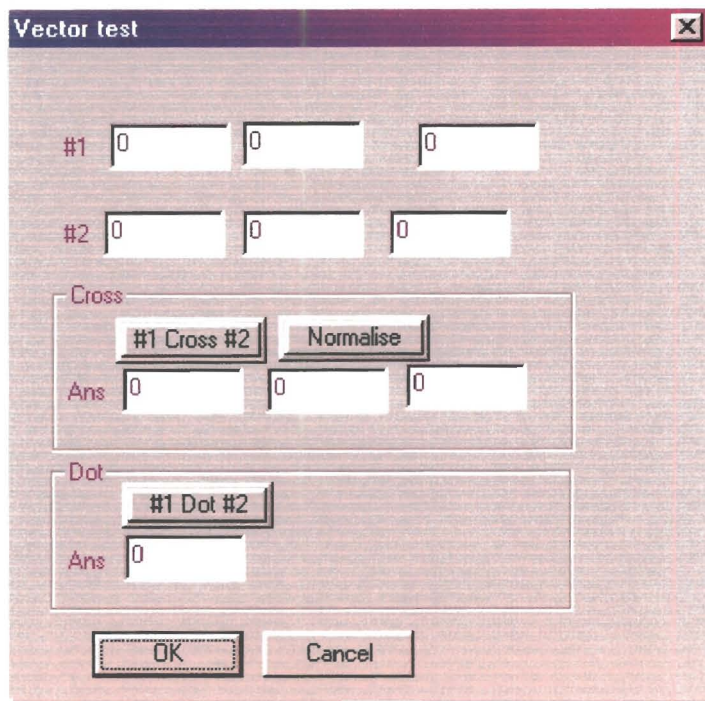 Vector test
#1 0 0 0
#2 0 0 0
Cross
#1 Cross #2 Normalise
Ans 0 0 0
Dot
#1 Dot #2
Ans 0
OK Cancel